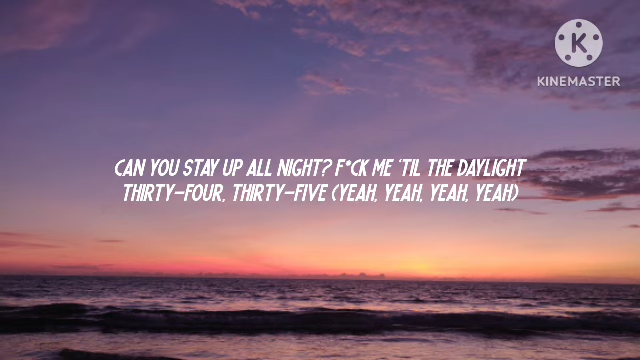 KINEMASTER
CAN YOU STAY UP ALL NIGHT? F*CK ME 'TIL THE DAYLIGHT
THIRTY-FOUR, THIRTY-FIVE (YEAH, YEAH, YEAH, YEAH)